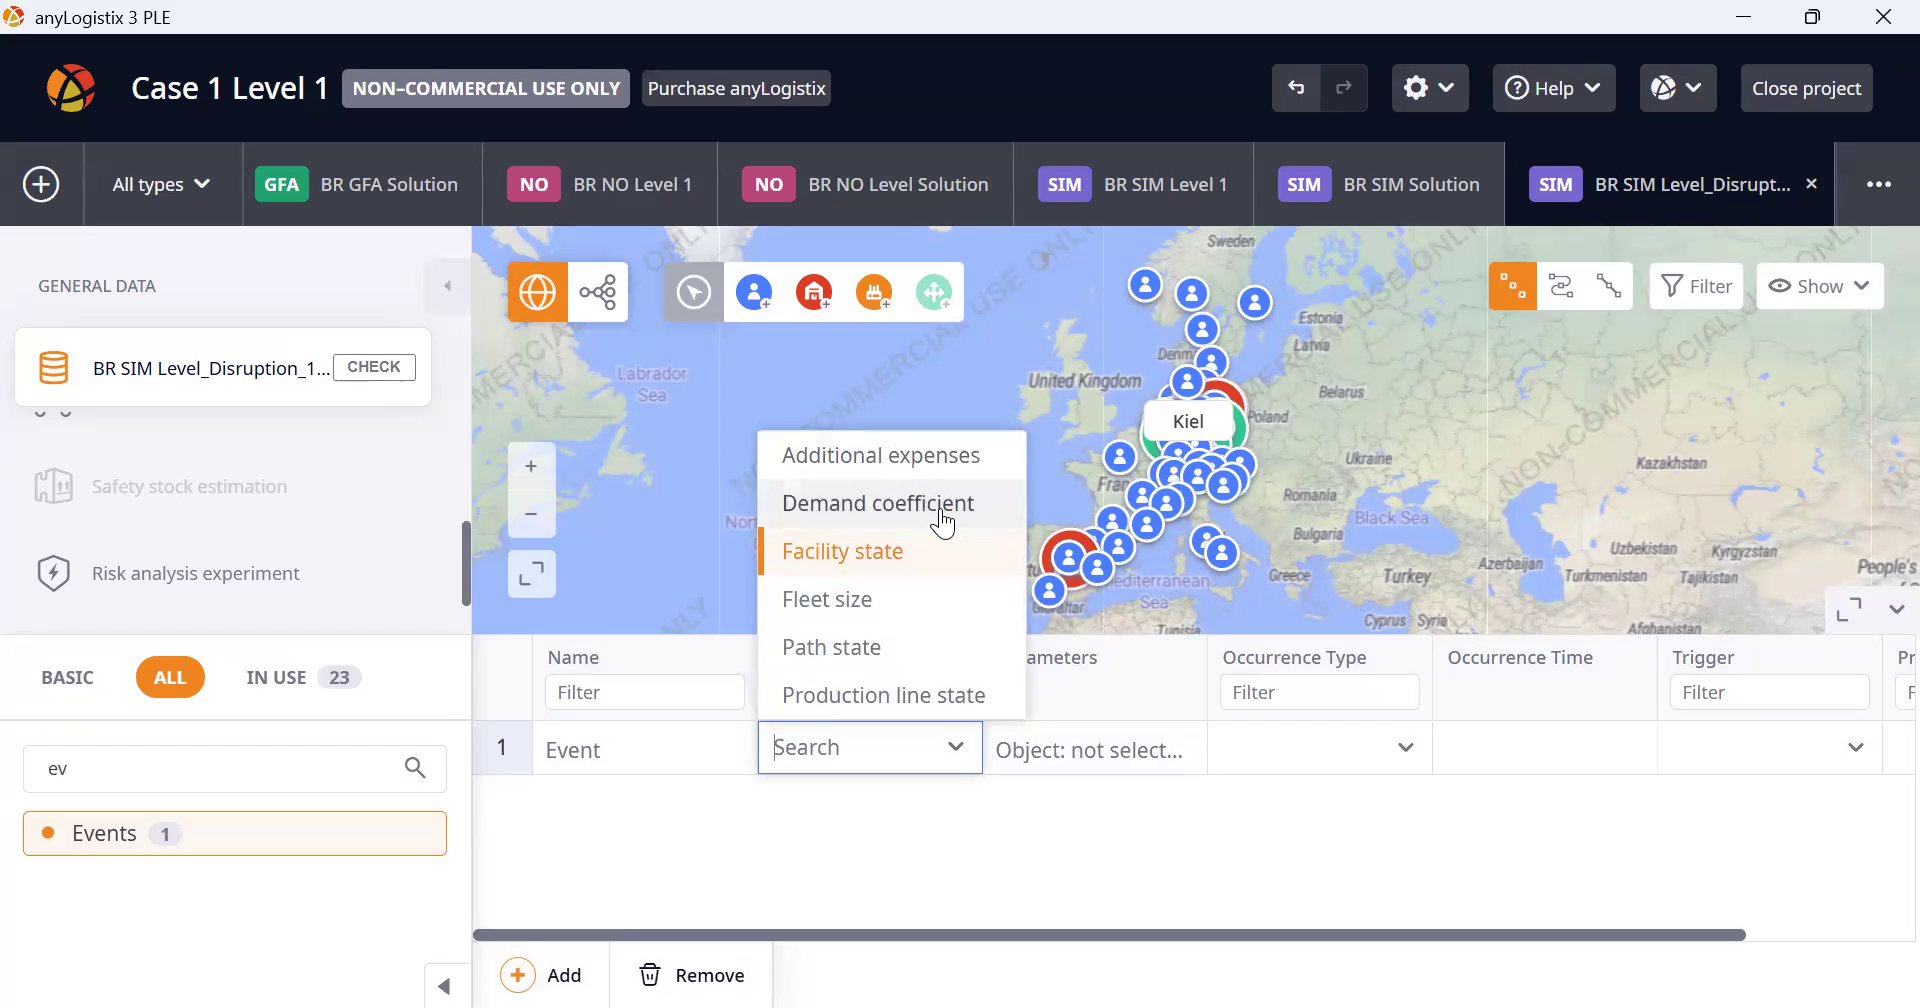 anyLogistix 3 PLE
Case 1 Level 1
NON-COMMERCIAL USE ONLY
Purchase anyLogistix
Help
Close project
All types
GFA BR GFA Solution
NO BR NO Level 1
NO BR NO Level Solution
SIM BR SIM Level 1
SIM BR SIM Solution
SIM BR SIM Level_Disrupt...
GENERAL DATA
BR SIM Level_Disruption_1...
CHECK
Safety stock estimation
Risk analysis experiment
BASIC
ALL
IN USE 23
ev
Events 1
Filter
Show
Sweden
Estonia
Latvia
Denm
Labrador
Sea
United Kingdom
Belarus
Poland
Kiel
Ukraine
Kazakhstan
Fran
Romania
Black Sea
Bulgaria
Uzbekistan
Kyrgyzstan
Azerbaijan
Turkmenistan
Tajikistan
Greece
Turkey
People's
editerranean
Sea
Cyprus
Syria
Afghanistan
Tunisia
Additional expenses
Demand coefficient
Facility state
Fleet size
Path state
Production line state
Name
ameters
Occurrence Type
Occurrence Time
Trigger
Pr
Filter
Filter
Filter
F
1
Event
Search
Object: not select...
Add
Remove